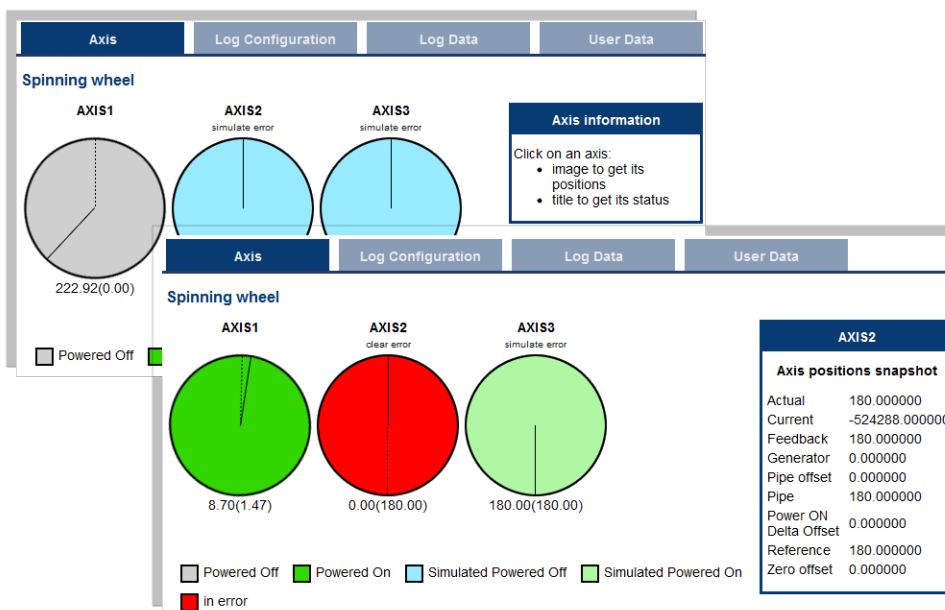 Axis
Log Configuration
Log Data
User Data
Spinning wheel
AXIS1
AXIS2
AXIS3
simulate error
simulate error
Axis information
Click on an axis:
• image to get its
positions
• title to get its status
222.92(0.00)
Powered Off
Axis
Log Configuration
Log Data
User Data
Spinning wheel
AXIS1
AXIS2
AXIS3
clear error
simulate error
8.70(1.47)
0.00(180.00)
180.00(180.00)
AXIS2
Axis positions snapshot
Actual 180.000000
Current -524288.000000
Feedback 180.000000
Generator 0.000000
Pipe offset 0.000000
Pipe 180.000000
Power ON
Delta Offset 0.000000
Reference 180.000000
Zero offset 0.000000
Powered Off
Powered On
Simulated Powered Off
Simulated Powered On
in error